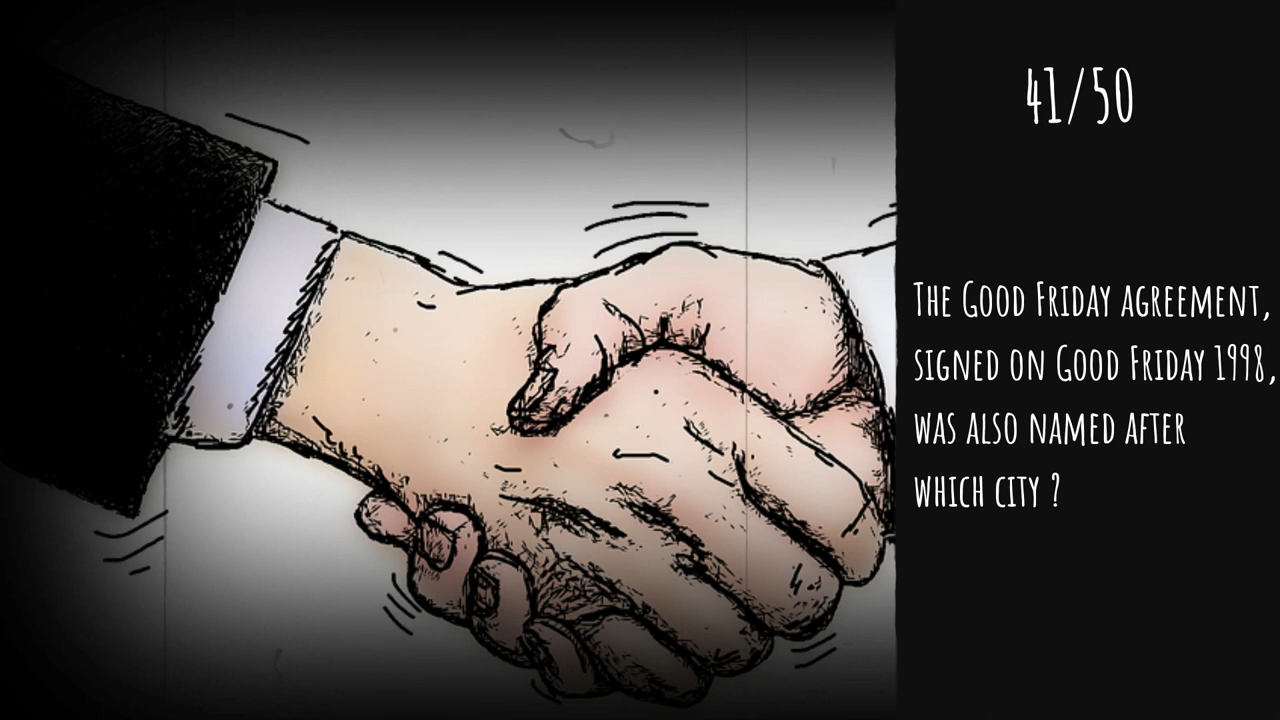 41/50
The Good Friday agreement,
signed on Good Friday 1998,
was also named after
which city ?